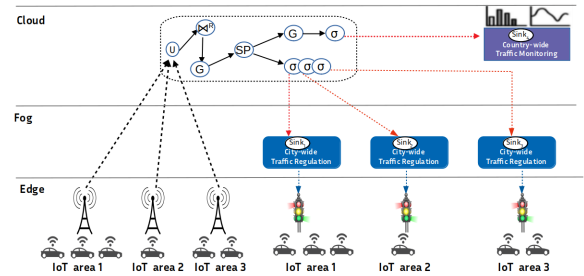 Cloud
U
⋈R
G
SP
G
σ
σ
σ
σ
Sink
Country-wide
Traffic Monitoring
Fog
Sink
City-wide
Traffic Regulation
Sink
City-wide
Traffic Regulation
Sink
City-wide
Traffic Regulation
Edge
IoT area 1
IoT area 2
IoT area 3
IoT area 1
IoT area 2
IoT area 3